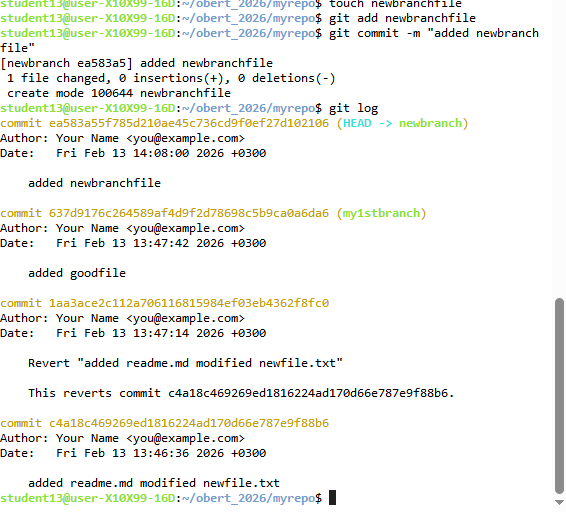 student13@user-X10X99-16D:~/obert_2026/myrepo$ touch newbranchfile
student13@user-X10X99-16D:~/obert_2026/myrepo$ git add newbranchfile
student13@user-X10X99-16D:~/obert_2026/myrepo$ git commit -m "added newbranch
file"
[newbranch ea583a5] added newbranchfile
 1 file changed, 0 insertions(+), 0 deletions(-)
 create mode 100644 newbranchfile
student13@user-X10X99-16D:~/obert_2026/myrepo$ git log
commit ea583a55f785d210ae45c736cd9f0ef27d102106 (HEAD -> newbranch)
Author: Your Name <you@example.com>
Date:   Fri Feb 13 14:08:00 2026 +0300

    added newbranchfile

commit 637d9176c264589af4d9f2d78698c5b9ca0a6da6 (my1stbranch)
Author: Your Name <you@example.com>
Date:   Fri Feb 13 13:47:42 2026 +0300

    added goodfile

commit 1aa3ace2c112a706116815984ef03eb4362f8fc0
Author: Your Name <you@example.com>
Date:   Fri Feb 13 13:47:14 2026 +0300

    Revert "added readme.md modified newfile.txt"

    This reverts commit c4a18c469269ed1816224ad170d66e787e9f88b6.

commit c4a18c469269ed1816224ad170d66e787e9f88b6
Author: Your Name <you@example.com>
Date:   Fri Feb 13 13:46:36 2026 +0300

    added readme.md modified newfile.txt
student13@user-X10X99-16D:~/obert_2026/myrepo$